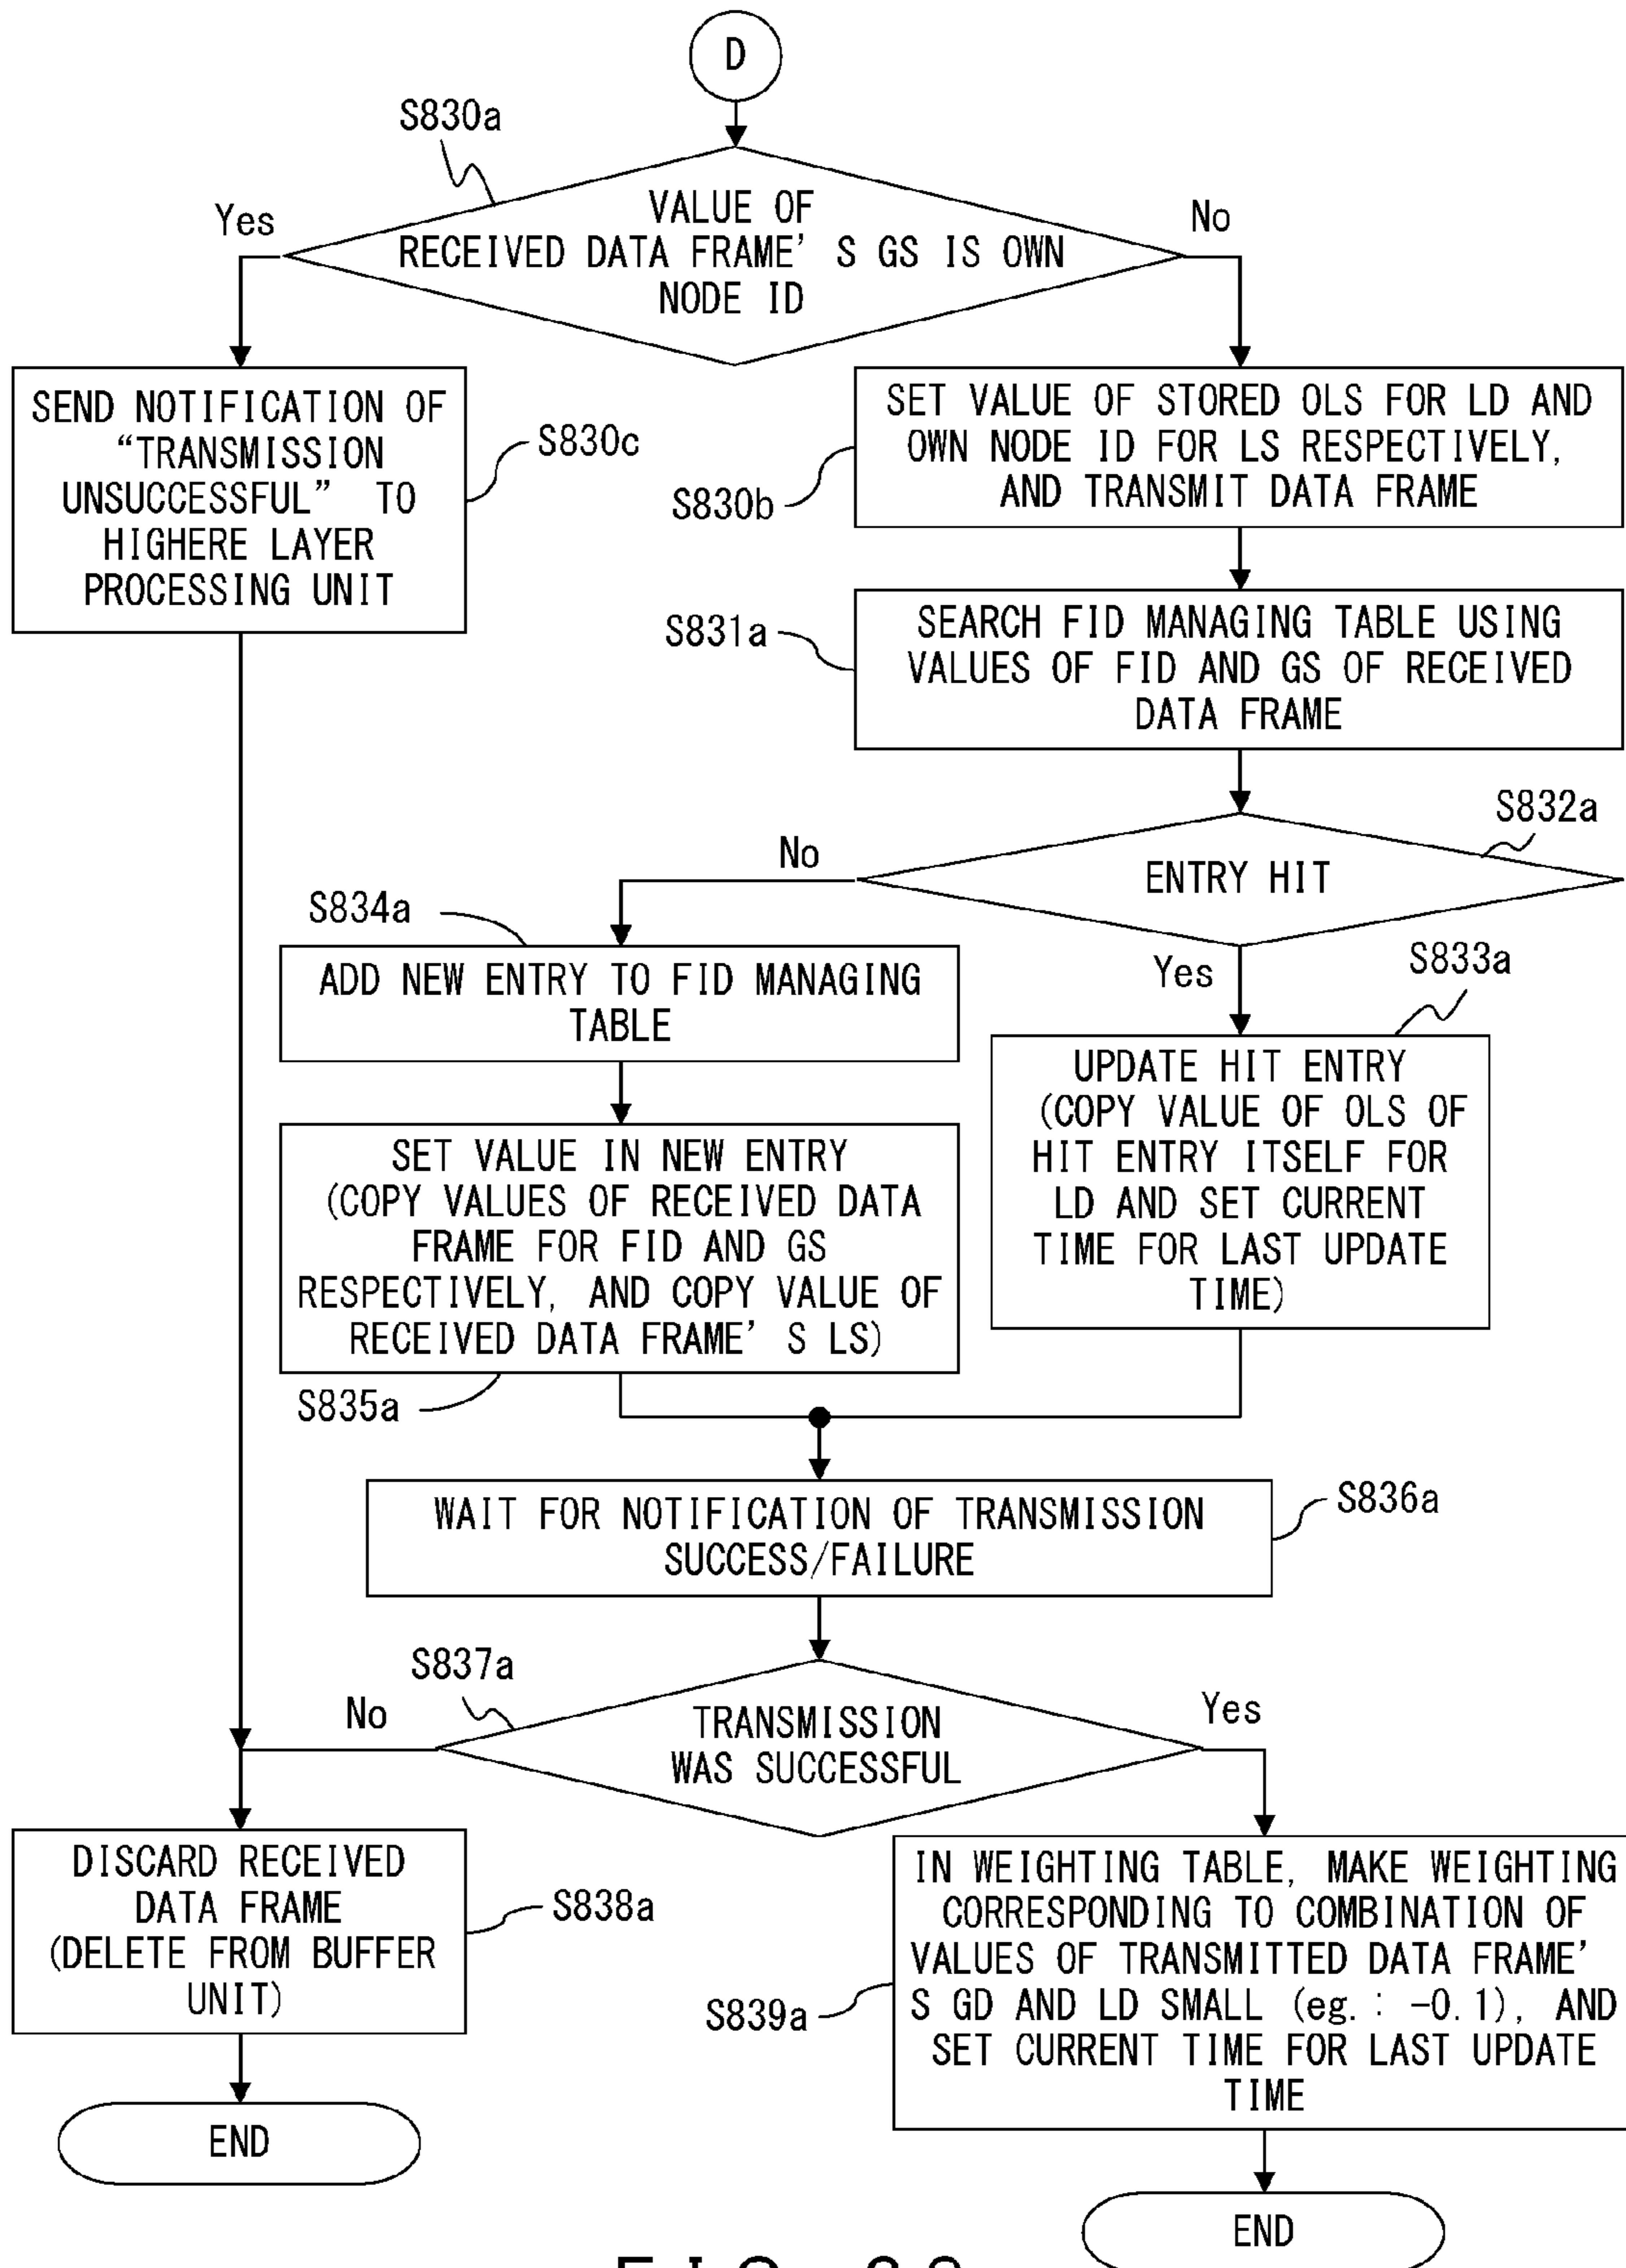 D
S830a
VALUE OF
RECEIVED DATA FRAME' S GS IS OWN
NODE ID
Yes
No
SEND NOTIFICATION OF
“TRANSMISSION
UNSUCCESSFUL” TO
HIGHERE LAYER
PROCESSING UNIT
S830c
SET VALUE OF STORED OLS FOR LD AND
OWN NODE ID FOR LS RESPECTIVELY,
AND TRANSMIT DATA FRAME
S830b
SEARCH FID MANAGING TABLE USING
VALUES OF FID AND GS OF RECEIVED
DATA FRAME
S831a
S832a
ENTRY HIT
No
Yes
S834a
ADD NEW ENTRY TO FID MANAGING
TABLE
S833a
UPDATE HIT ENTRY
(COPY VALUE OF OLS OF
HIT ENTRY ITSELF FOR
LD AND SET CURRENT
TIME FOR LAST UPDATE
TIME)
SET VALUE IN NEW ENTRY
(COPY VALUES OF RECEIVED DATA
FRAME FOR FID AND GS
RESPECTIVELY, AND COPY VALUE OF
RECEIVED DATA FRAME' S LS)
S835a
WAIT FOR NOTIFICATION OF TRANSMISSION
SUCCESS/FAILURE
S836a
S837a
TRANSMISSION
WAS SUCCESSFUL
No
Yes
DISCARD RECEIVED
DATA FRAME
(DELETE FROM BUFFER
UNIT)
S838a
IN WEIGHTING TABLE, MAKE WEIGHTING
CORRESPONDING TO COMBINATION OF
VALUES OF TRANSMITTED DATA FRAME'
S GD AND LD SMALL (eg. : -0.1), AND
SET CURRENT TIME FOR LAST UPDATE
TIME
S839a
END
END